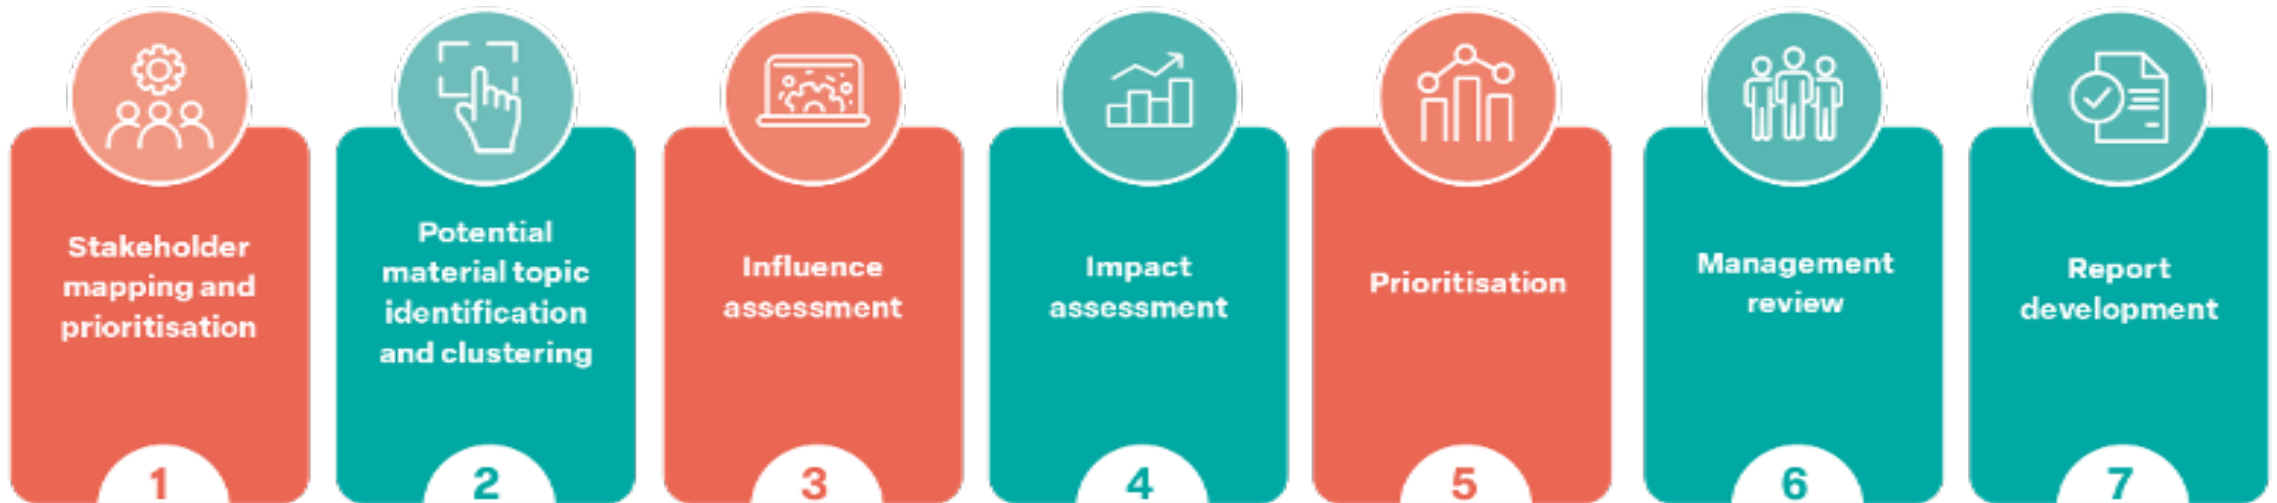 Stakeholder
mapping and
prioritisation
1
Potential
material topic
identification
and clustering
2
Influence
assessment
3
Impact
assessment
4
Prioritisation
5
Management
review
6
Report
development
7